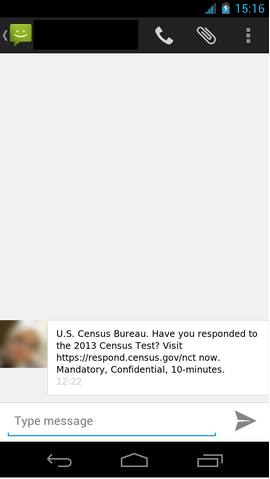 15:16
U.S. Census Bureau. Have you responded to
the 2013 Census Test? Visit
https://respond.census.gov/nct now.
Mandatory, Confidential, 10-minutes.
12:22
Type message